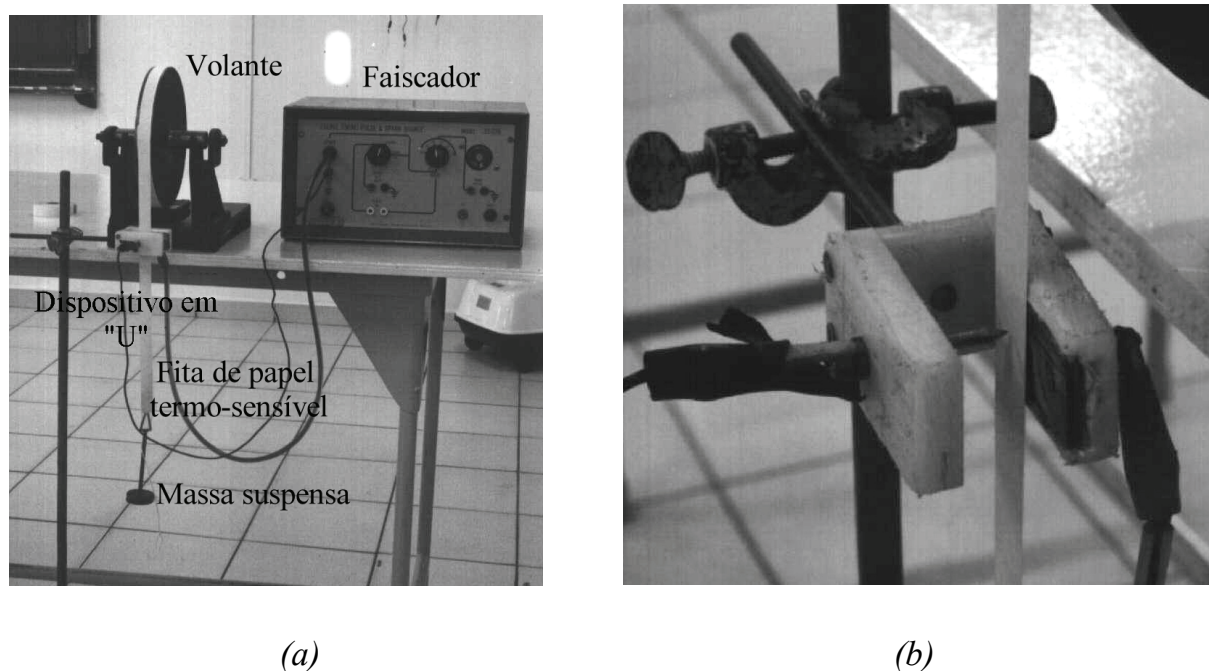 Volante
Faiscador
Dispositivo em
"U"
Fita de papel
termo-sensível
Massa suspensa
(a)
(b)